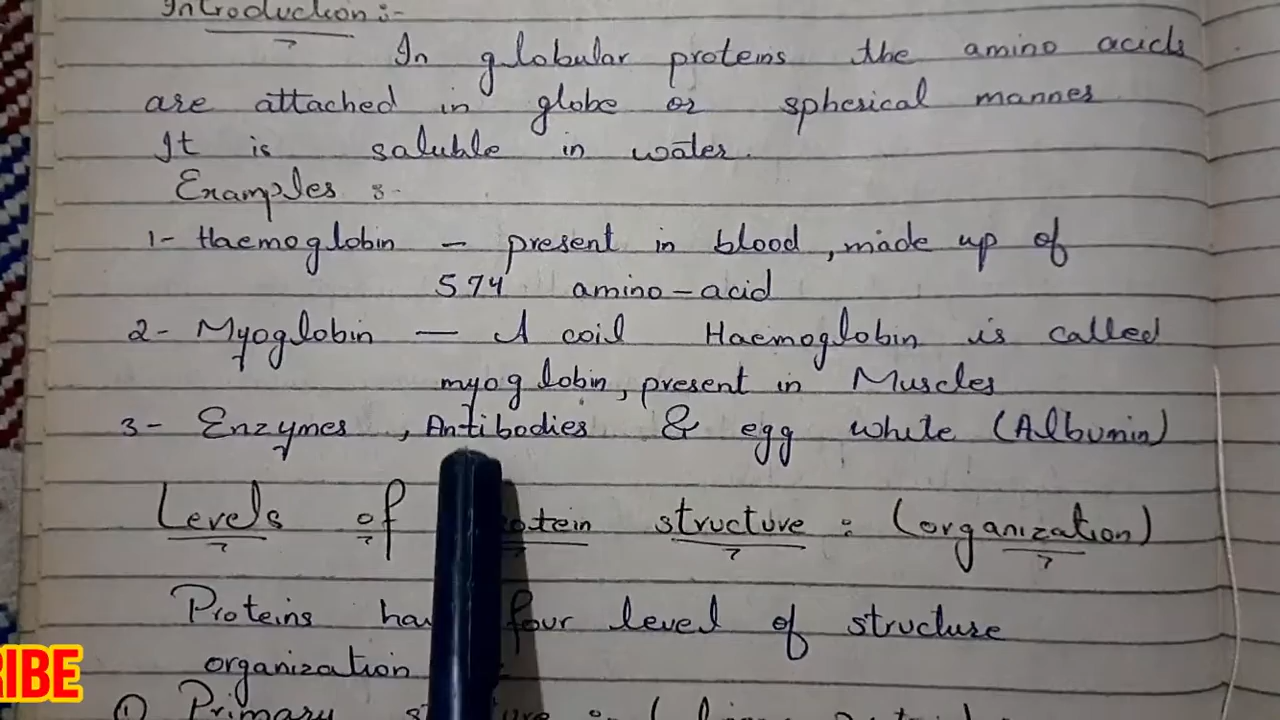 Introduction :-
In globular proteins the amino acids
are attached in globe or spherical manner
It is saluble in water.
Examples :-
1- Haemoglobin - present in blood, made up of
574 amino-acid
2- Myoglobin - A coil Haemoglobin is called
myoglobin, present in Muscles
3- Enzymes, Antibodies & egg white (Albumin)
Levels of otein structure : (organization)
Proteins ha four level of structure
organization
RIBE
① Primary